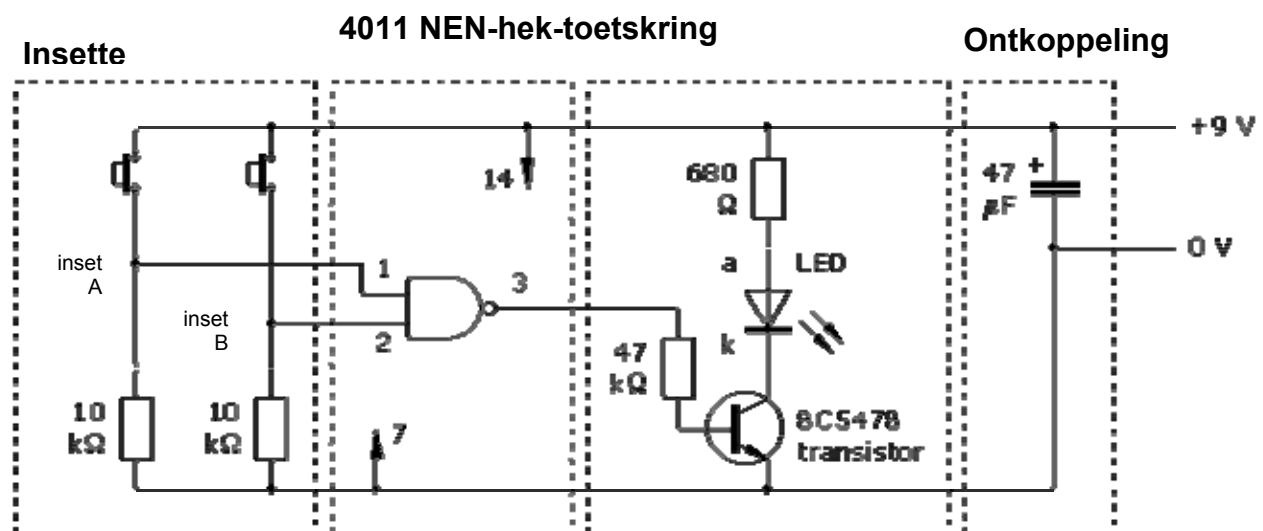 4011 NEN-hek-toetskring
Insette
Ontkoppeling
+9 V
14
680
Ω
47
+
µF
0 V
inset
A
1
a
LED
3
inset
B
2
k
47
kΩ
10
kΩ
10
kΩ
7
BC547B
transistor